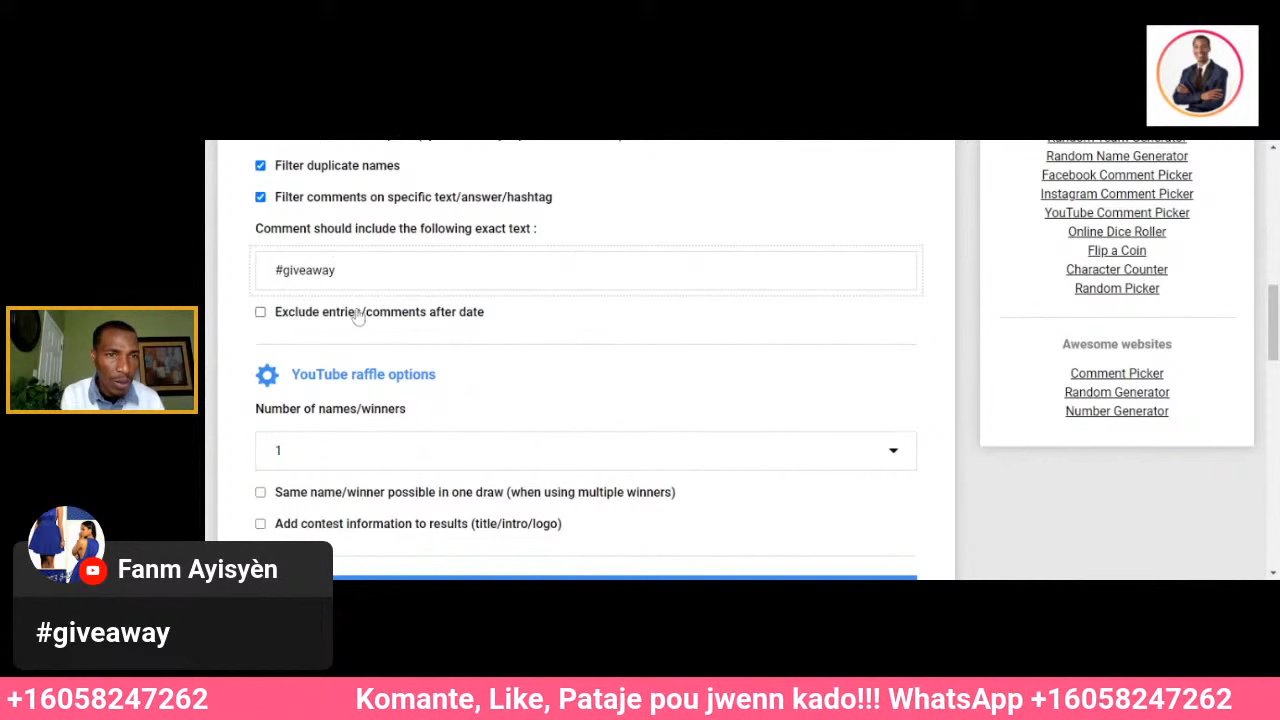 Filter duplicate names
Filter comments on specific text/answer/hashtag
Comment should include the following exact text :
#giveaway
Exclude entries/comments after date
YouTube raffle options
Number of names/winners
1
Same name/winner possible in one draw (when using multiple winners)
Add contest information to results (title/intro/logo)
Random Name Generator
Facebook Comment Picker
Instagram Comment Picker
YouTube Comment Picker
Online Dice Roller
Flip a Coin
Character Counter
Random Picker
Awesome websites
Comment Picker
Random Generator
Number Generator
Fanm Ayisyèn
#giveaway
+16058247262 Komante, Like, Pataje pou jwenn kado!!! WhatsApp +16058247262